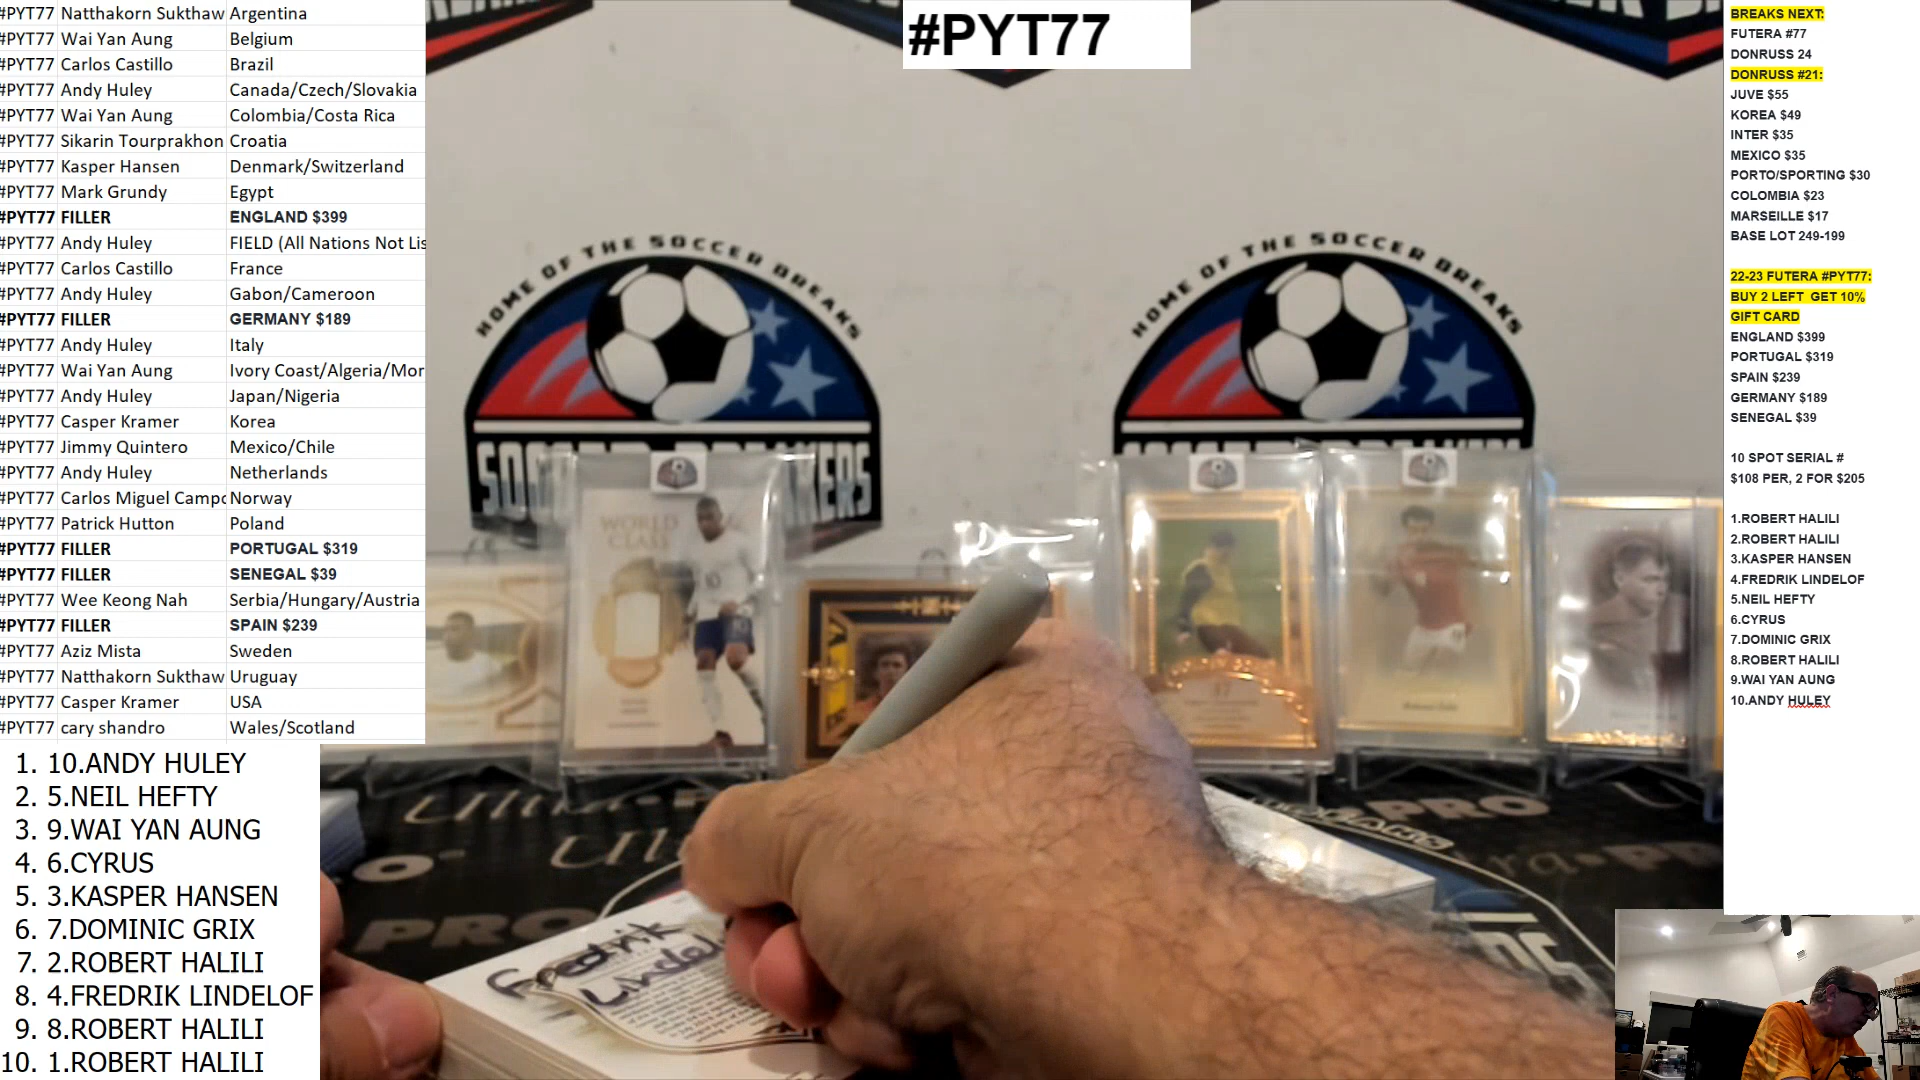 #PYT77 Natthakorn Sukthaw Argentina
#PYT77 Wai Yan Aung Belgium
#PYT77 Carlos Castillo Brazil
#PYT77 Andy Huley Canada/Czech/Slovakia
#PYT77 Wai Yan Aung Colombia/Costa Rica
#PYT77 Sikarin Tourprakhon Croatia
#PYT77 Kasper Hansen Denmark/Switzerland
#PYT77 Mark Grundy Egypt
#PYT77 FILLER ENGLAND $399
#PYT77 Andy Huley FIELD (All Nations Not Lis
#PYT77 Carlos Castillo France
#PYT77 Andy Huley Gabon/Cameroon
#PYT77 FILLER GERMANY $189
#PYT77 Andy Huley Italy
#PYT77 Wai Yan Aung Ivory Coast/Algeria/Mor
#PYT77 Andy Huley Japan/Nigeria
#PYT77 Casper Kramer Korea
#PYT77 Jimmy Quintero Mexico/Chile
#PYT77 Andy Huley Netherlands
#PYT77 Carlos Miguel Campo Norway
#PYT77 Patrick Hutton Poland
#PYT77 FILLER PORTUGAL $319
#PYT77 FILLER SENEGAL $39
#PYT77 Wee Keong Nah Serbia/Hungary/Austria
#PYT77 FILLER SPAIN $239
#PYT77 Aziz Mista Sweden
#PYT77 Natthakorn Sukthaw Uruguay
#PYT77 Casper Kramer USA
#PYT77 cary shandro Wales/Scotland
1. 10.ANDY HULEY
2. 5.NEIL HEFTY
3. 9.WAI YAN AUNG
4. 6.CYRUS
5. 3.KASPER HANSEN
6. 7.DOMINIC GRIX
7. 2.ROBERT HALILI
8. 4.FREDRIK LINDELOF
9. 8.ROBERT HALILI
10. 1.ROBERT HALILI
#PYT77
HOME OF THE SOCCER BREAKS
HOME OF THE SOCCER BREAKS
WORLD
CLASS
Ultra PRO
PRO
PRO
Fredrik
Lindel
BREAKS NEXT:
FUTERA #77
DONRUSS 24
DONRUSS #21:
JUVE $55
KOREA $49
INTER $35
MEXICO $35
PORTO/SPORTING $30
COLOMBIA $23
MARSEILLE $17
BASE LOT 249-199
22-23 FUTERA #PYT77:
BUY 2 LEFT GET 10%
GIFT CARD
ENGLAND $399
PORTUGAL $319
SPAIN $239
GERMANY $189
SENEGAL $39
10 SPOT SERIAL #
$108 PER, 2 FOR $205
1.ROBERT HALILI
2.ROBERT HALILI
3.KASPER HANSEN
4.FREDRIK LINDELOF
5.NEIL HEFTY
6.CYRUS
7.DOMINIC GRIX
8.ROBERT HALILI
9.WAI YAN AUNG
10.ANDY HULEY